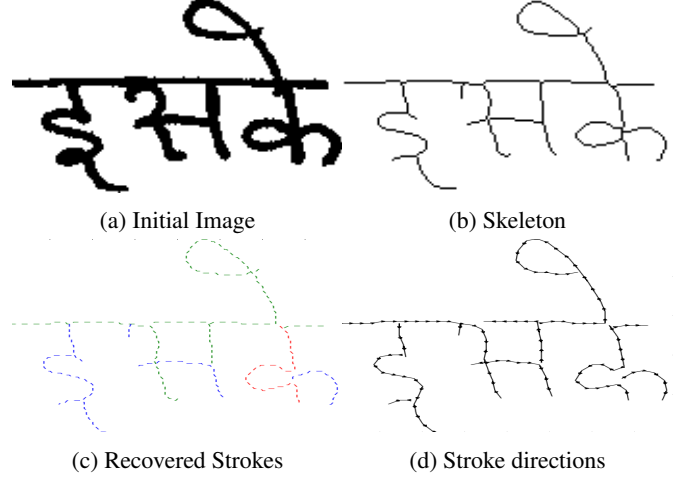 इसके
(a) Initial Image (b) Skeleton
(c) Recovered Strokes (d) Stroke directions